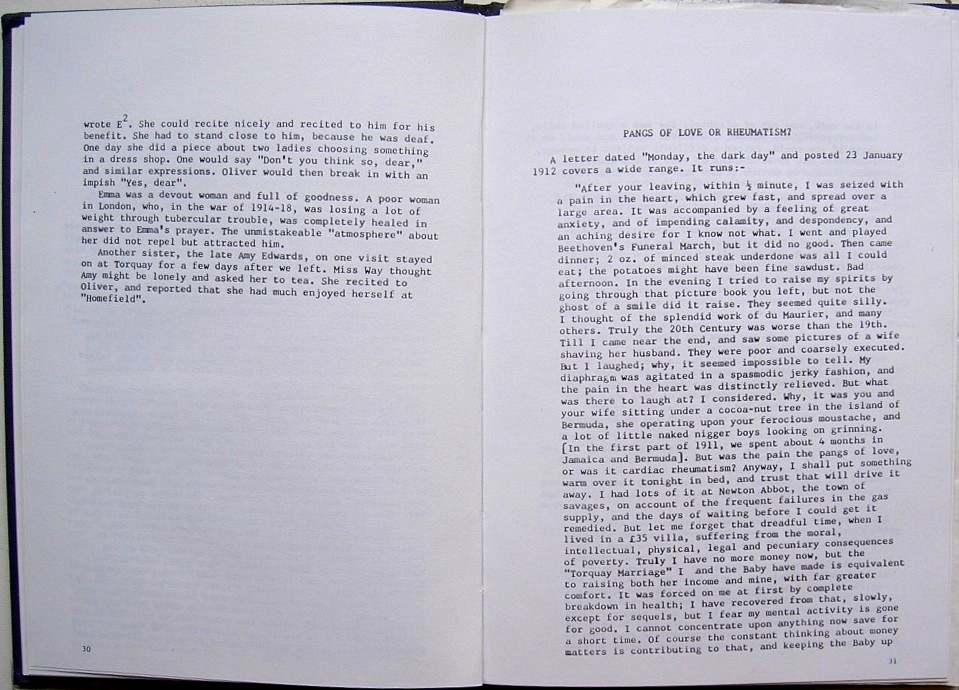 wrote E². She could recite nicely and recited to him for his
benefit. She had to stand close to him, because he was deaf.
One day she did a piece about two ladies choosing something
in a dress shop. One would say "Don't you think so, dear,"
and similar expressions. Oliver would then break in with an
impish "Yes, dear".
Emma was a devout woman and full of goodness. A poor woman
in London, who, in the war of 1914-18, was losing a lot of
weight through tubercular trouble, was completely healed in
answer to Emma's prayer. The unmistakeable "atmosphere" about
her did not repel but attracted him.
Another sister, the late Amy Edwards, on one visit stayed
on at Torquay for a few days after we left. Miss Way thought
Amy might be lonely and asked her to tea. She recited to
Oliver, and reported that she had much enjoyed herself at
"Homefield".
30
PANGS OF LOVE OR RHEUMATISM?
A letter dated "Monday, the dark day" and posted 23 January
1912 covers a wide range. It runs:-
"After your leaving, within ½ minute, I was seized with
a pain in the heart, which grew fast, and spread over a
large area. It was accompanied by a feeling of great
anxiety, and of impending calamity, and despondency, and
an aching desire for I know not what. I went and played
Beethoven's Funeral March, but it did no good. Then came
dinner; 2 oz. of minced steak underdone was all I could
eat; the potatoes might have been fine sawdust. Bad
afternoon. In the evening I tried to raise my spirits by
going through that picture book you left, but not the
ghost of a smile did it raise. They seemed quite silly.
I thought of the splendid work of du Maurier, and many
others. Truly the 20th Century was worse than the 19th.
Till I came near the end, and saw some pictures of a wife
shaving her husband. They were poor and coarsely executed.
But I laughed; why, it seemed impossible to tell. My
diaphragm was agitated in a spasmodic jerky fashion, and
the pain in the heart was distinctly relieved. But what
was there to laugh at? I considered. Why, it was you and
your wife sitting under a cocoa-nut tree in the island of
Bermuda, she operating upon your ferocious moustache, and
a lot of little naked nigger boys looking on grinning.
[In the first part of 1911, we spent about 4 months in
Jamaica and Bermuda]. But was the pain the pangs of love,
or was it cardiac rheumatism? Anyway, I shall put something
warm over it tonight in bed, and trust that will drive it
away. I had lots of it at Newton Abbot, the town of
savages, on account of the frequent failures in the gas
supply, and the days of waiting before I could get it
remedied. But let me forget that dreadful time, when I
lived in a £35 villa, suffering from the moral,
intellectual, physical, legal and pecuniary consequences
of poverty. Truly I have no more money now, but the
"Torquay Marriage" I and the Baby have made is equivalent
to raising both her income and mine, with far greater
comfort. It was forced on me at first by complete
breakdown in health; I have recovered from that, slowly,
except for sequels, but I fear my mental activity is gone
for good. I cannot concentrate upon anything now save for
a short time. Of course the constant thinking about money
matters is contributing to that, and keeping the Baby up
31